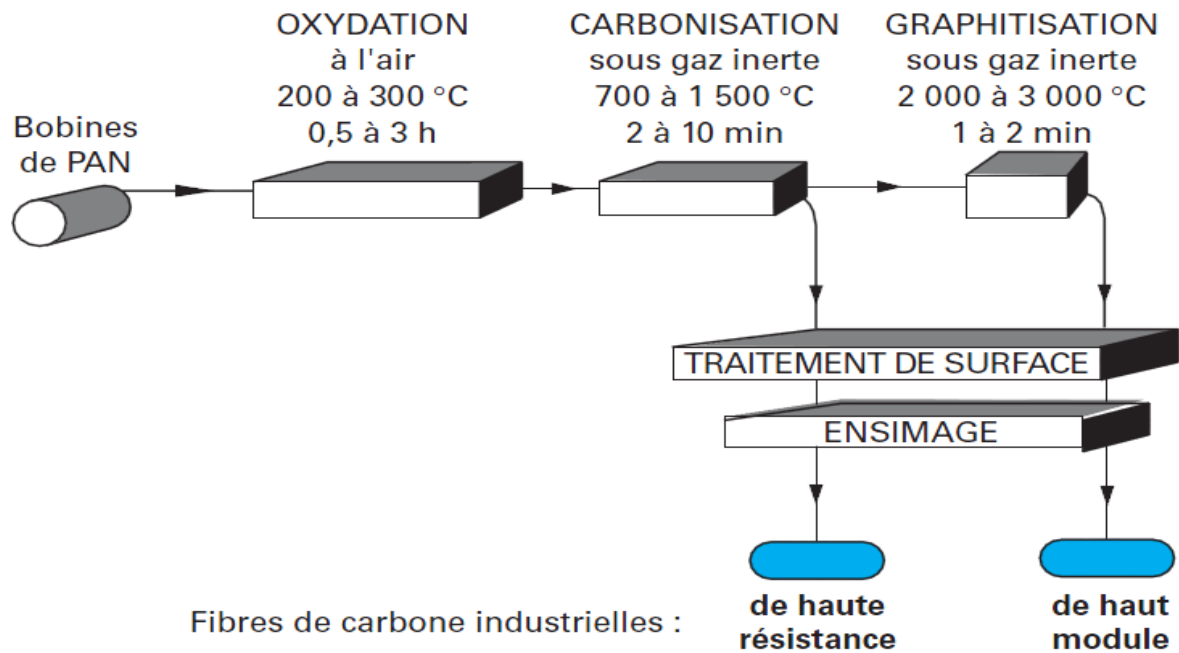 Bobines
de PAN
OXYDATION
à l'air
200 à 300 °C
0,5 à 3 h
CARBONISATION
sous gaz inerte
700 à 1 500 °C
2 à 10 min
GRAPHITISATION
sous gaz inerte
2 000 à 3 000 °C
1 à 2 min
TRAITEMENT DE SURFACE
ENSIMAGE
Fibres de carbone industrielles :
de haute
résistance
de haut
module